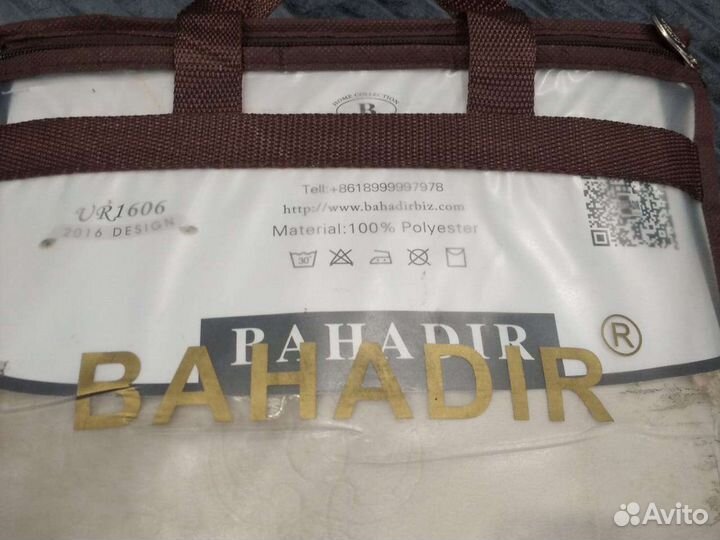 HOME COLLECTION
B
UR1606
2016 DESIGN
Tell:+8618999997978
http://www.bahadirbiz.com
Material:100% Polyester
30°
BAHADIR
BAHADIR ®
Avito